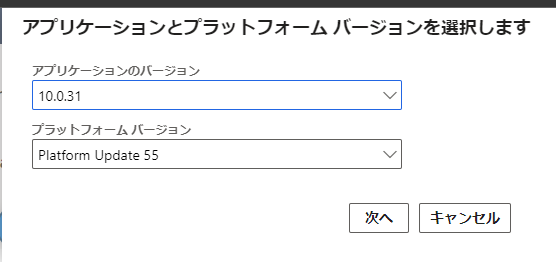 アプリケーションとプラットフォーム バージョンを選択します
アプリケーションのバージョン
10.0.31
プラットフォーム バージョン
Platform Update 55
次へ
キャンセル